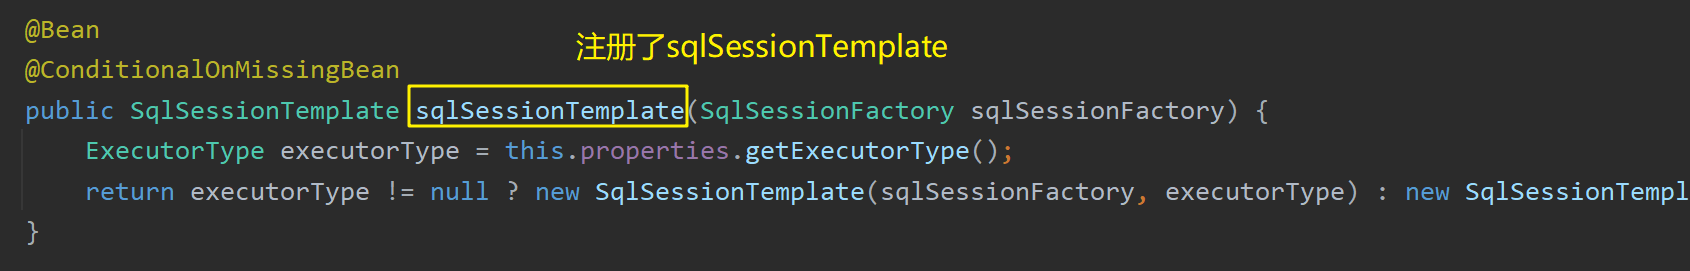 @Bean
注册了sqlSessionTemplate
@ConditionalOnMissingBean
public SqlSessionTemplate sqlSessionTemplate(SqlSessionFactory sqlSessionFactory) {
ExecutorType executorType = this.properties.getExecutorType();
return executorType != null ? new SqlSessionTemplate(sqlSessionFactory, executorType) : new SqlSessionTempl
}